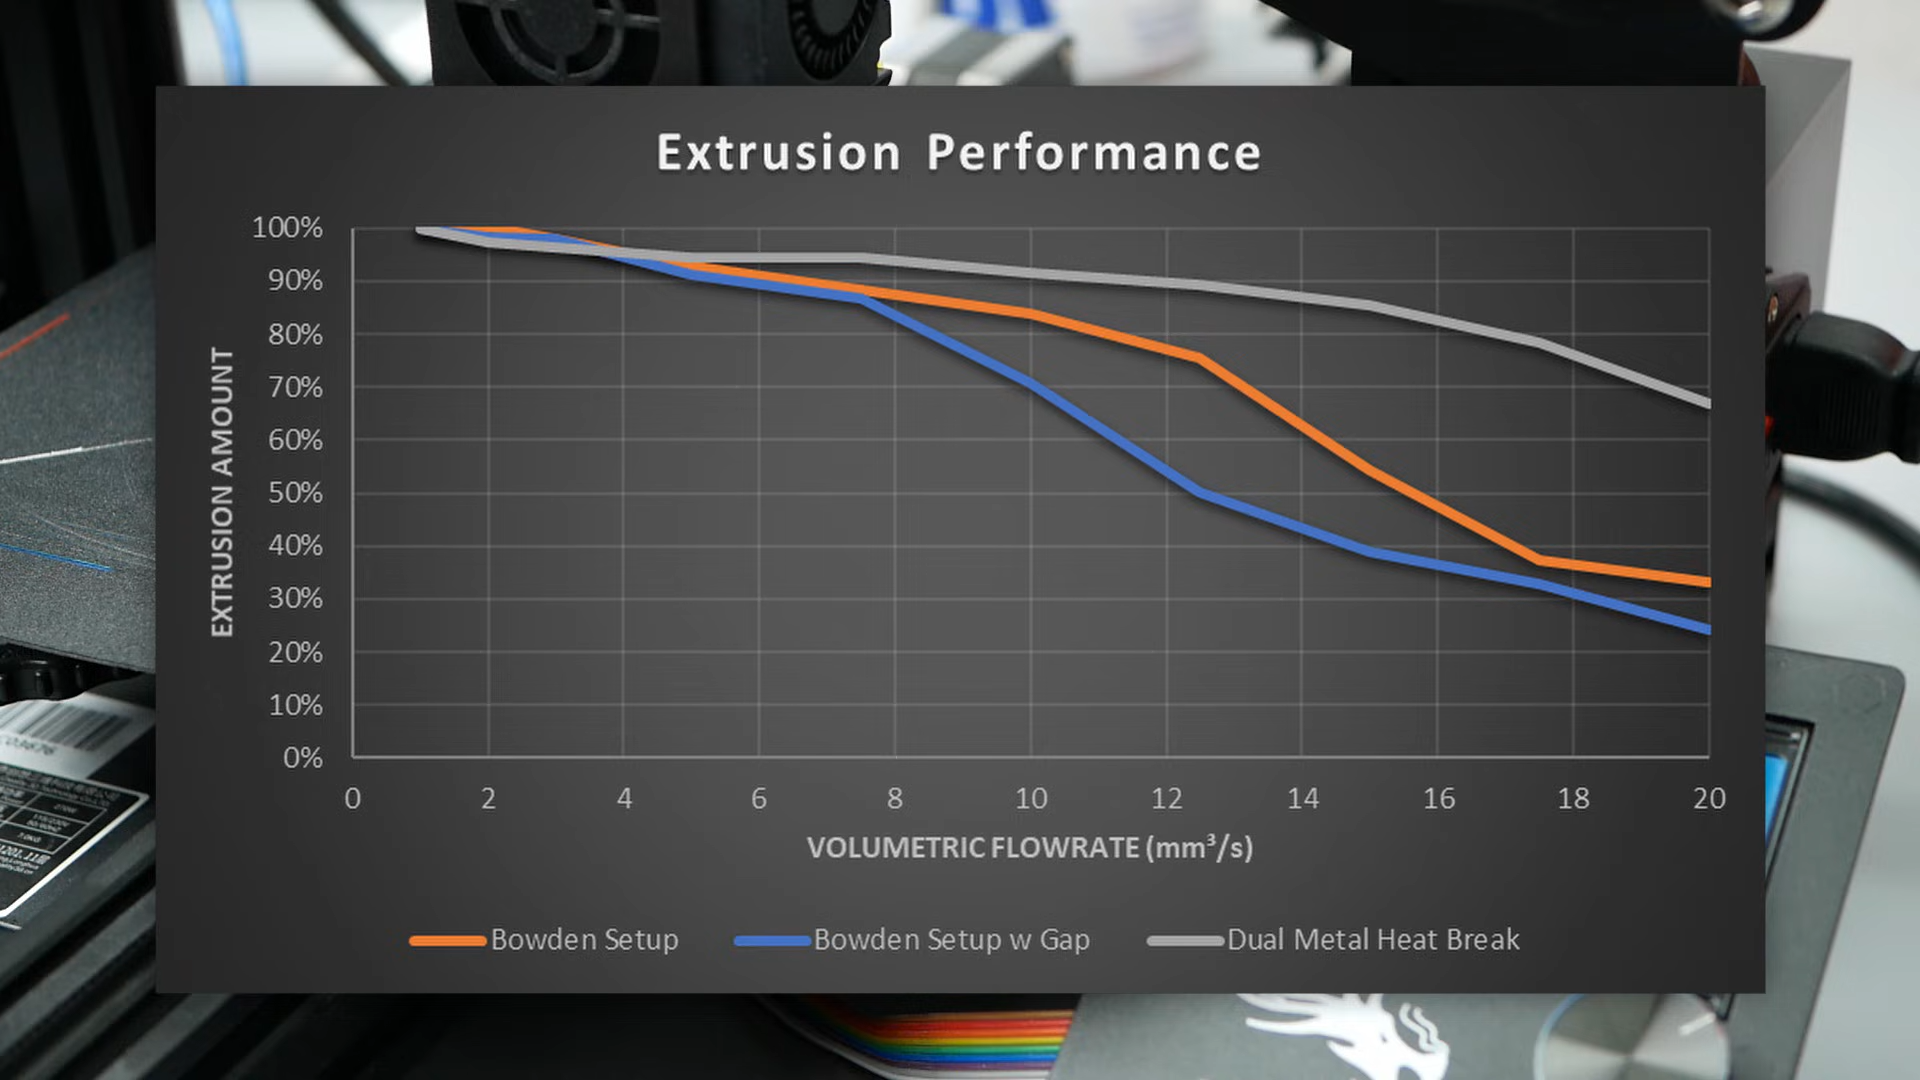 Extrusion Performance
100%
90%
80%
70%
60%
50%
40%
30%
20%
10%
0%
EXTRUSION AMOUNT
0 2 4 6 8 10 12 14 16 18 20
VOLUMETRIC FLOWRATE (mm³/s)
Bowden Setup Bowden Setup w Gap Dual Metal Heat Break